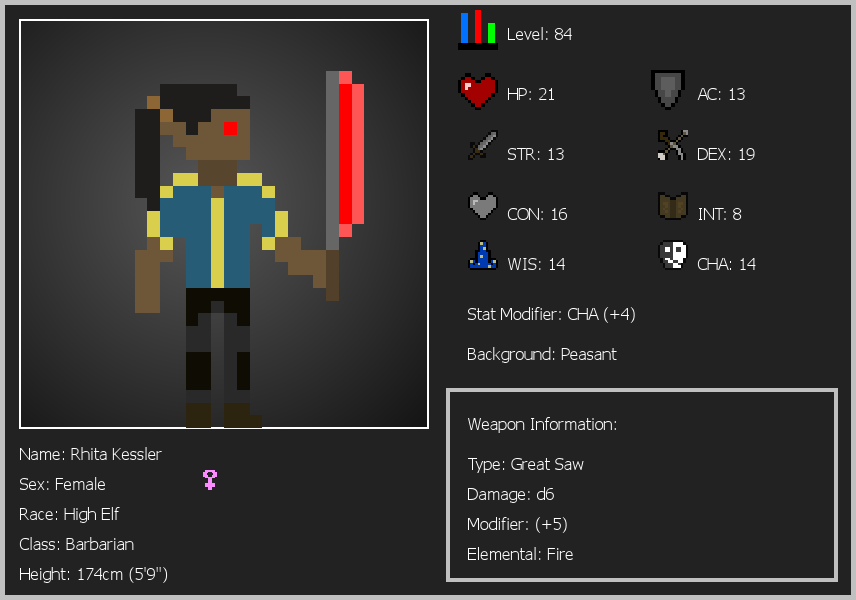 Level: 84
HP: 21
AC: 13
STR: 13
DEX: 19
CON: 16
INT: 8
WIS: 14
CHA: 14
Stat Modifier: CHA (+4)
Background: Peasant
Weapon Information:
Type: Great Saw
Damage: d6
Modifier: (+5)
Elemental: Fire
Name: Rhita Kessler
Sex: Female
Race: High Elf
Class: Barbarian
Height: 174cm (5'9")